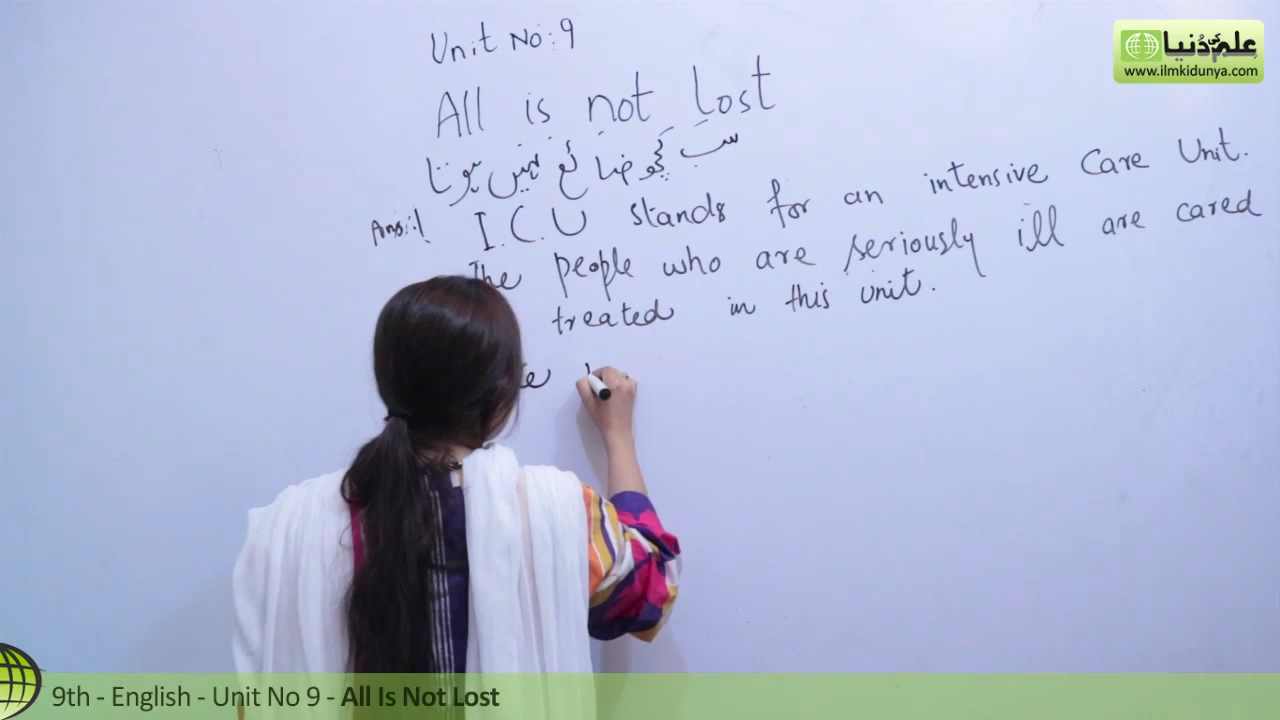 Unit No: 9
علم کی دُنیا
www.ilmkidunya.com
All is not Lost
سب کچھ ضائع نہیں ہوتا
Ans:1 I.C.U stands for an intensive Care Unit.
The people who are seriously ill are cared
treated in this unit.
9th - English - Unit No 9 - All Is Not Lost